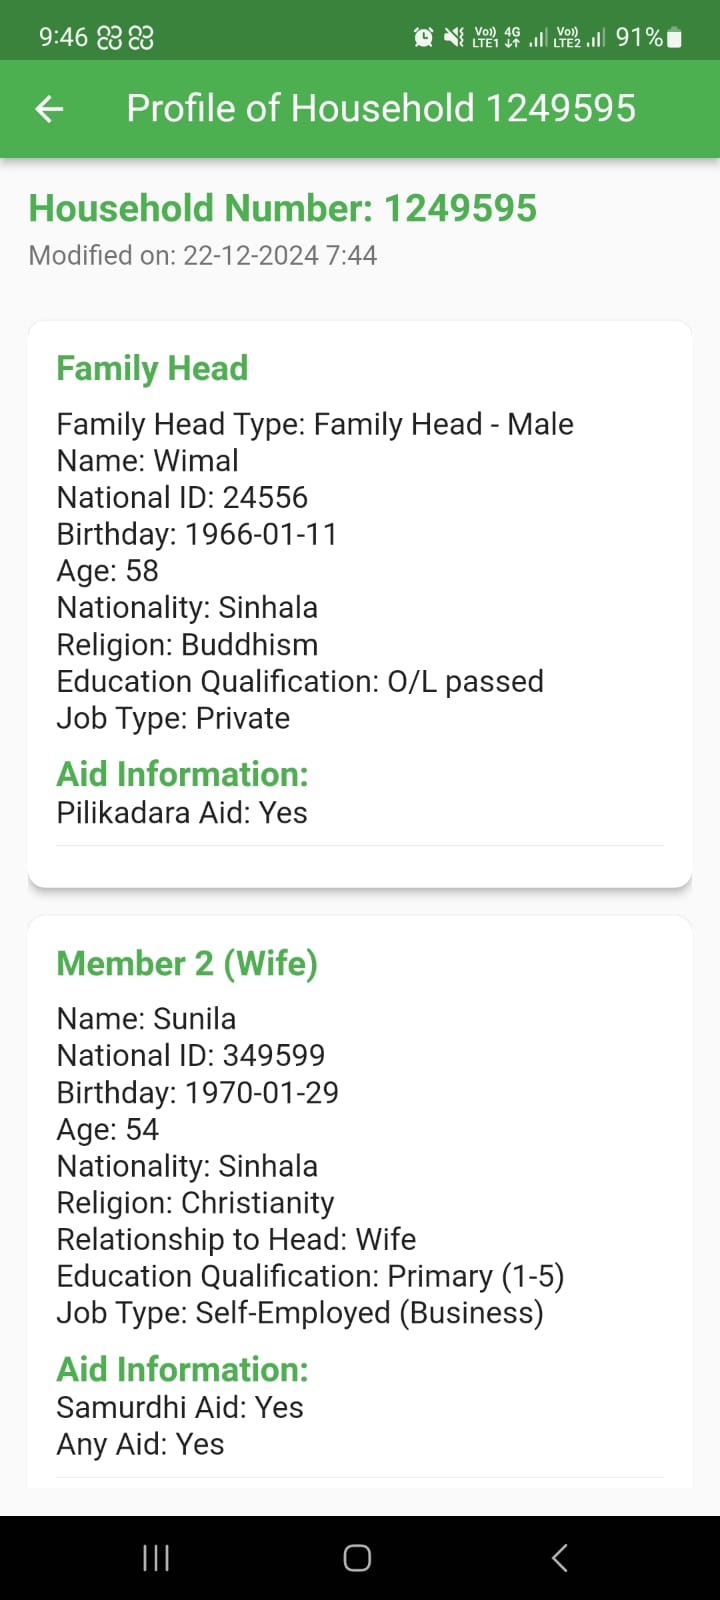 9:46
Vo)) 4G Vo)) 91%
LTE1 LTE2
Profile of Household 1249595
Household Number: 1249595
Modified on: 22-12-2024 7:44
Family Head
Family Head Type: Family Head - Male
Name: Wimal
National ID: 24556
Birthday: 1966-01-11
Age: 58
Nationality: Sinhala
Religion: Buddhism
Education Qualification: O/L passed
Job Type: Private
Aid Information:
Pilikadara Aid: Yes
Member 2 (Wife)
Name: Sunila
National ID: 349599
Birthday: 1970-01-29
Age: 54
Nationality: Sinhala
Religion: Christianity
Relationship to Head: Wife
Education Qualification: Primary (1-5)
Job Type: Self-Employed (Business)
Aid Information:
Samurdhi Aid: Yes
Any Aid: Yes